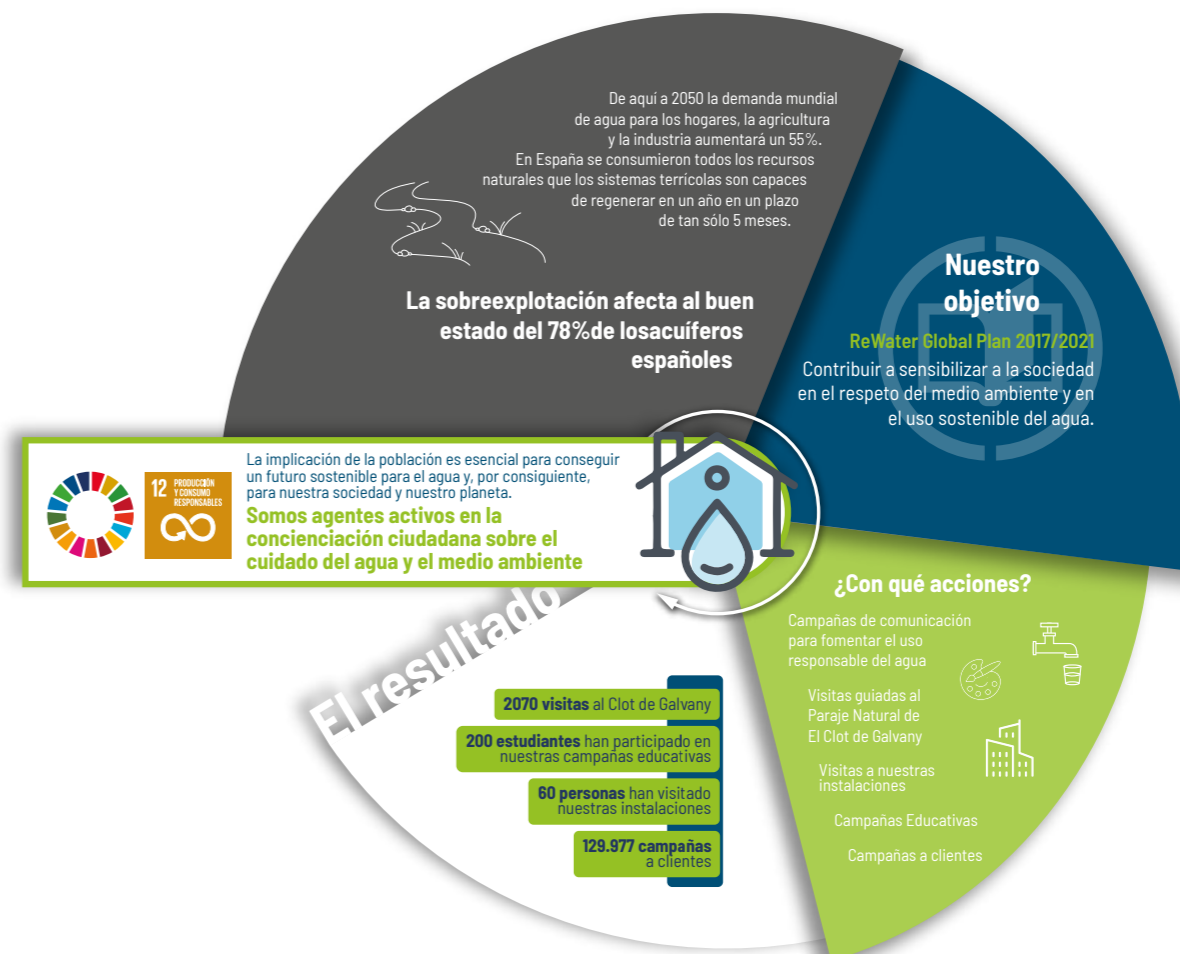 De aquí a 2050 la demanda mundial
de agua para los hogares, la agricultura
y la industria aumentará un 55%.
En España se consumieron todos los recursos
naturales que los sistemas terrícolas son capaces
de regenerar en un año en un plazo
de tan sólo 5 meses.
La sobreexplotación afecta al buen
estado del 78%de losacuíferos
españoles
Nuestro
objetivo
ReWater Global Plan 2017/2021
Contribuir a sensibilizar a la sociedad
en el respeto del medio ambiente y en
el uso sostenible del agua.
12 PRODUCCIÓN
Y CONSUMO
RESPONSABLES
La implicación de la población es esencial para conseguir
un futuro sostenible para el agua y, por consiguiente,
para nuestra sociedad y nuestro planeta.
Somos agentes activos en la
concienciación ciudadana sobre el
cuidado del agua y el medio ambiente
¿Con qué acciones?
Campañas de comunicación
para fomentar el uso
responsable del agua
Visitas guiadas al
Paraje Natural de
El Clot de Galvany
Visitas a nuestras
instalaciones
Campañas Educativas
Campañas a clientes
El resultado
2070 visitas al Clot de Galvany
200 estudiantes han participado en
nuestras campañas educativas
60 personas han visitado
nuestras instalaciones
129.977 campañas
a clientes